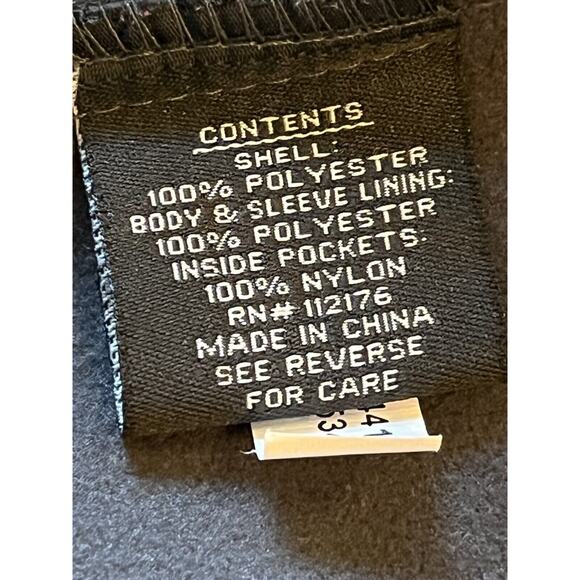 CONTENTS
SHELL:
100% POLYESTER
BODY & SLEEVE LINING:
100% POLYESTER
INSIDE POCKETS:
100% NYLON
RN# 112176
MADE IN CHINA
SEE REVERSE
FOR CARE